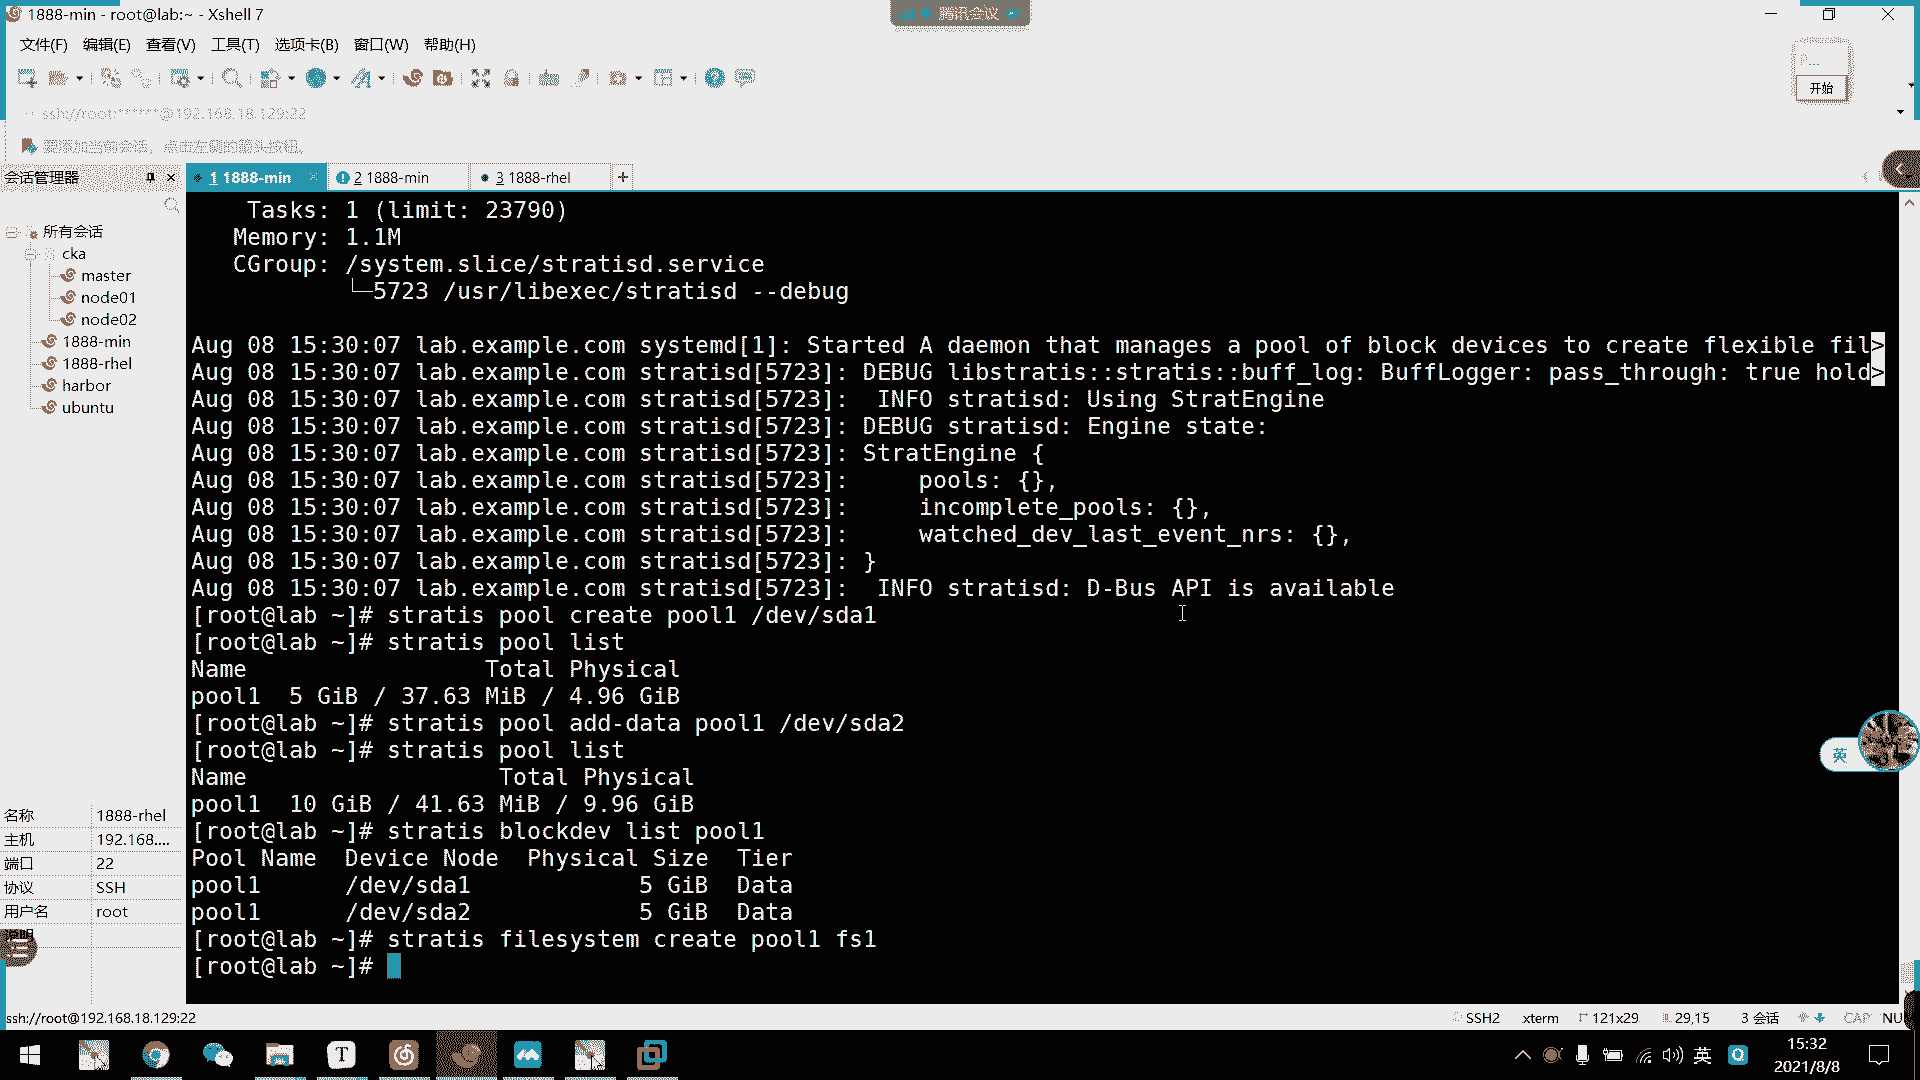 1888-min - root@lab:~ - Xshell 7
腾讯会议
文件(F) 编辑(E) 查看(V) 工具(T) 选项卡(B) 窗口(W) 帮助(H)
P...
开始
ssh://root:******@192.168.18.129:22
要添加当前会话，点击左侧的箭头按钮。
会话管理器
1 1888-min
2 1888-min
3 1888-rhel
所有会话
cka
master
node01
node02
1888-min
1888-rhel
harbor
ubuntu
Tasks: 1 (limit: 23790)
Memory: 1.1M
CGroup: /system.slice/stratisd.service
└─5723 /usr/libexec/stratisd --debug
Aug 08 15:30:07 lab.example.com systemd[1]: Started A daemon that manages a pool of block devices to create flexible fil>
Aug 08 15:30:07 lab.example.com stratisd[5723]: DEBUG libstratis::stratis::buff_log: BuffLogger: pass_through: true hold>
Aug 08 15:30:07 lab.example.com stratisd[5723]:  INFO stratisd: Using StratEngine
Aug 08 15:30:07 lab.example.com stratisd[5723]: DEBUG stratisd: Engine state:
Aug 08 15:30:07 lab.example.com stratisd[5723]: StratEngine {
Aug 08 15:30:07 lab.example.com stratisd[5723]:     pools: {},
Aug 08 15:30:07 lab.example.com stratisd[5723]:     incomplete_pools: {},
Aug 08 15:30:07 lab.example.com stratisd[5723]:     watched_dev_last_event_nrs: {},
Aug 08 15:30:07 lab.example.com stratisd[5723]: }
Aug 08 15:30:07 lab.example.com stratisd[5723]:  INFO stratisd: D-Bus API is available
[root@lab ~]# stratis pool create pool1 /dev/sda1
[root@lab ~]# stratis pool list
Name                 Total Physical
pool1  5 GiB / 37.63 MiB / 4.96 GiB
[root@lab ~]# stratis pool add-data pool1 /dev/sda2
[root@lab ~]# stratis pool list
Name                  Total Physical
pool1  10 GiB / 41.63 MiB / 9.96 GiB
[root@lab ~]# stratis blockdev list pool1
Pool Name  Device Node  Physical Size  Tier
pool1      /dev/sda1            5 GiB  Data
pool1      /dev/sda2            5 GiB  Data
[root@lab ~]# stratis filesystem create pool1 fs1
[root@lab ~]#
英
名称 1888-rhel
主机 192.168....
端口 22
协议 SSH
用户名 root
说明
ssh://root@192.168.18.129:22
SSH2 xterm 121x29 29,15 3 会话 CAP NU
英
15:32
2021/8/8